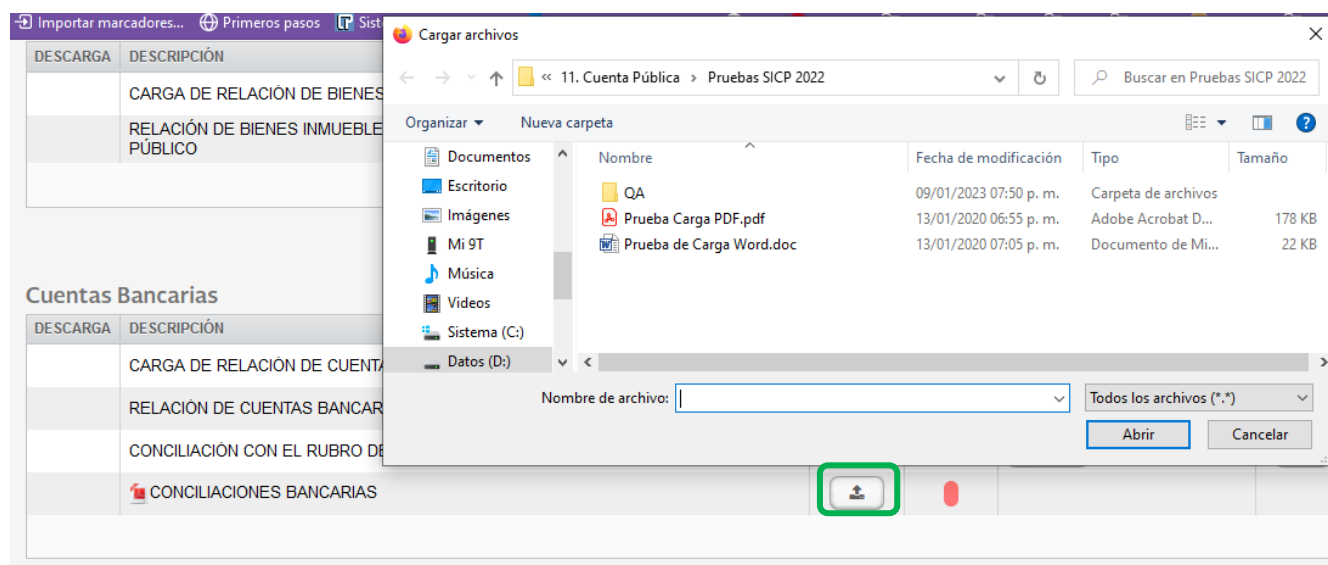 Importar marcadores... Primeros pasos Sist
DESCARGA DESCRIPCIÓN
CARGA DE RELACIÓN DE BIENES
RELACIÓN DE BIENES INMUEBLE
PÚBLICO
Cuentas Bancarias
DESCARGA DESCRIPCIÓN
CARGA DE RELACIÓN DE CUENTA
RELACIÓN DE CUENTAS BANCAR
CONCILIACIÓN CON EL RUBRO DE
CONCILIACIONES BANCARIAS
Cargar archivos
« 11. Cuenta Pública › Pruebas SICP 2022
Buscar en Pruebas SICP 2022
Organizar Nueva carpeta
Documentos
Escritorio
Imágenes
Mi 9T
Música
Videos
Sistema (C:)
Datos (D:)
Nombre Fecha de modificación Tipo Tamaño
QA 09/01/2023 07:50 p. m. Carpeta de archivos
Prueba Carga PDF.pdf 13/01/2020 06:55 p. m. Adobe Acrobat D... 178 KB
Prueba de Carga Word.doc 13/01/2020 07:05 p. m. Documento de Mi... 22 KB
Nombre de archivo: Todos los archivos (*.*)
Abrir Cancelar